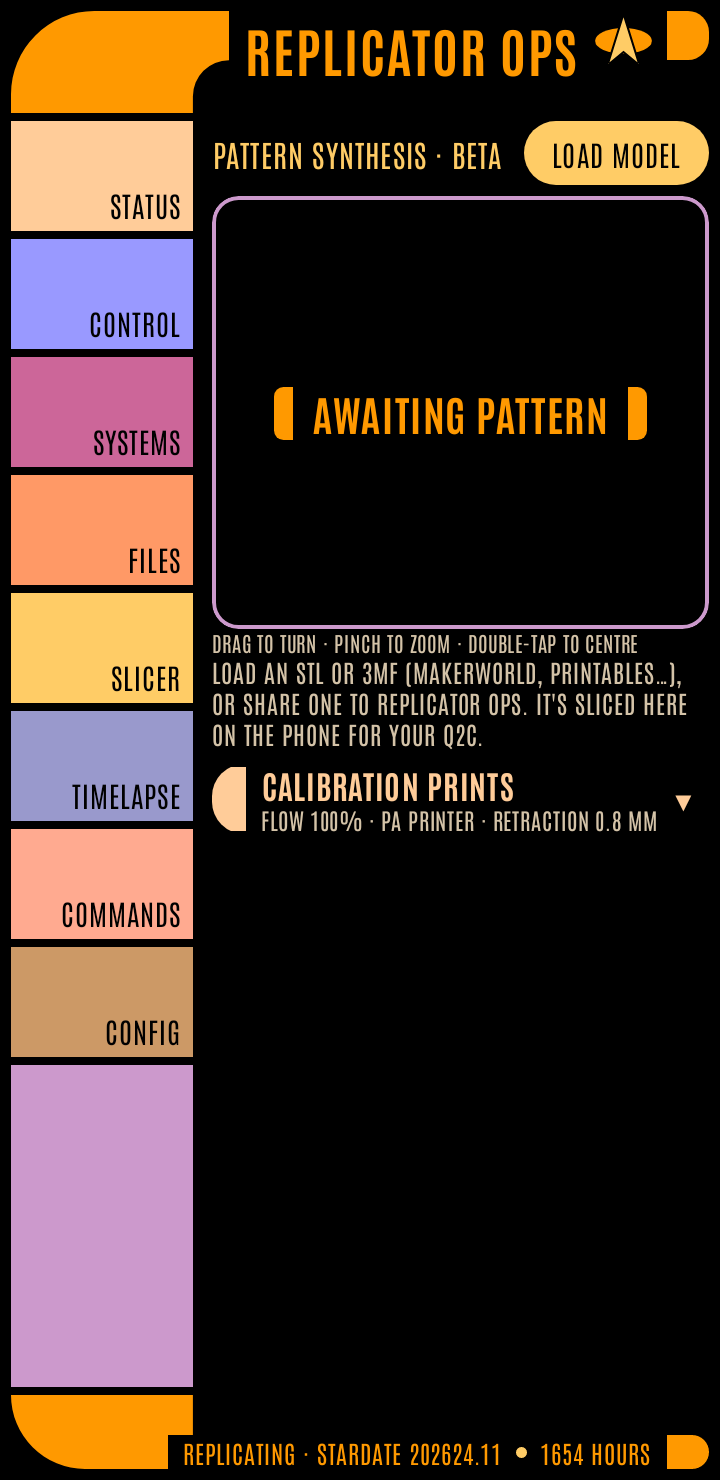 REPLICATOR OPS
PATTERN SYNTHESIS · BETA
LOAD MODEL
STATUS
CONTROL
SYSTEMS
FILES
SLICER
TIMELAPSE
COMMANDS
CONFIG
AWAITING PATTERN
DRAG TO TURN · PINCH TO ZOOM · DOUBLE-TAP TO CENTRE
LOAD AN STL OR 3MF (MAKERWORLD, PRINTABLES…),
OR SHARE ONE TO REPLICATOR OPS. IT'S SLICED HERE
ON THE PHONE FOR YOUR Q2C.
CALIBRATION PRINTS
FLOW 100% · PA PRINTER · RETRACTION 0.8 MM
▼
REPLICATING · STARDATE 202624.11 • 1654 HOURS